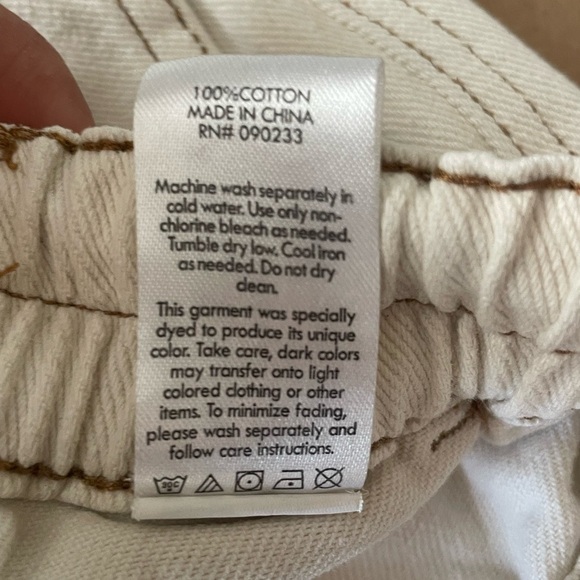 100%COTTON
MADE IN CHINA
RN# 090233
Machine wash separately in
cold water. Use only non-
chlorine bleach as needed.
Tumble dry low. Cool iron
as needed. Do not dry
clean.
This garment was specially
dyed to produce its unique
color. Take care, dark colors
may transfer onto light
colored clothing or other
items. To minimize fading,
please wash separately and
follow care instructions.
30C